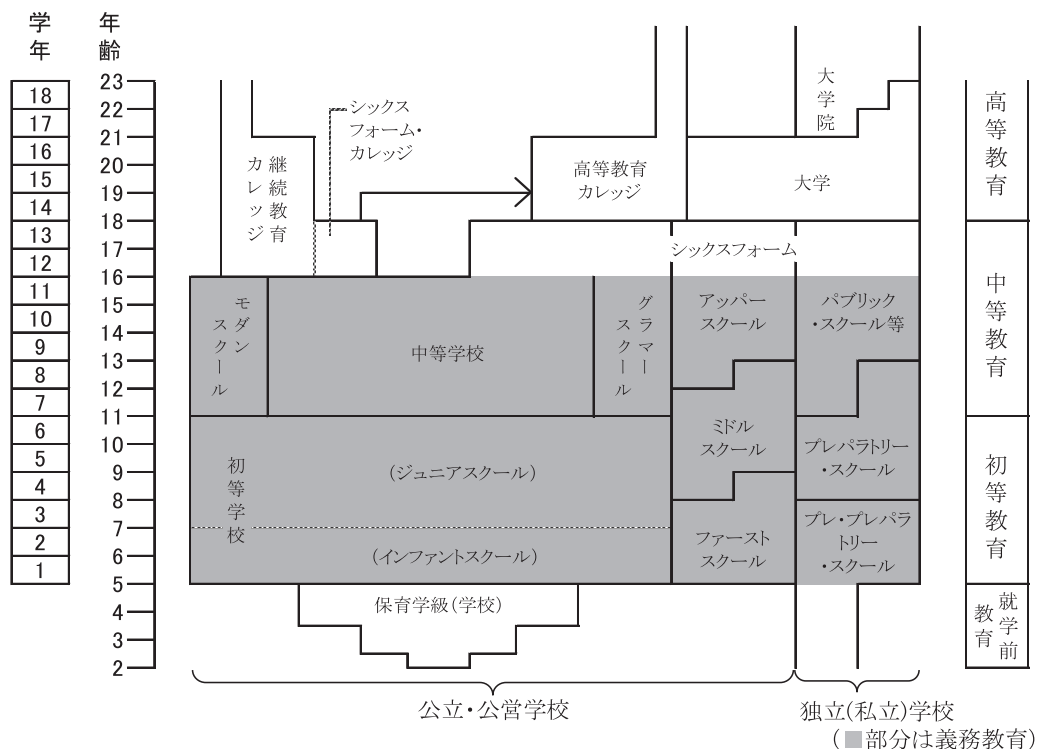 学年
年齢
18
17
16
15
14
13
12
11
10
9
8
7
6
5
4
3
2
1
23
22
21
20
19
18
17
16
15
14
13
12
11
10
9
8
7
6
5
4
3
2
継続教育
カレッジ
シックス
フォーム・
カレッジ
高等教育
カレッジ
大学院
大学
シックスフォーム
モダン
スクール
中等学校
グラマー
スクール
アッパー
スクール
パブリック
・スクール等
ミドル
スクール
プレパラトリー
・スクール
初等学校
(ジュニアスクール)
(インファントスクール)
ファースト
スクール
プレ・プレパラ
トリー
・スクール
保育学級(学校)
高等教育
中等教育
初等教育
就学前
教育
公立・公営学校
独立(私立)学校
(■部分は義務教育)